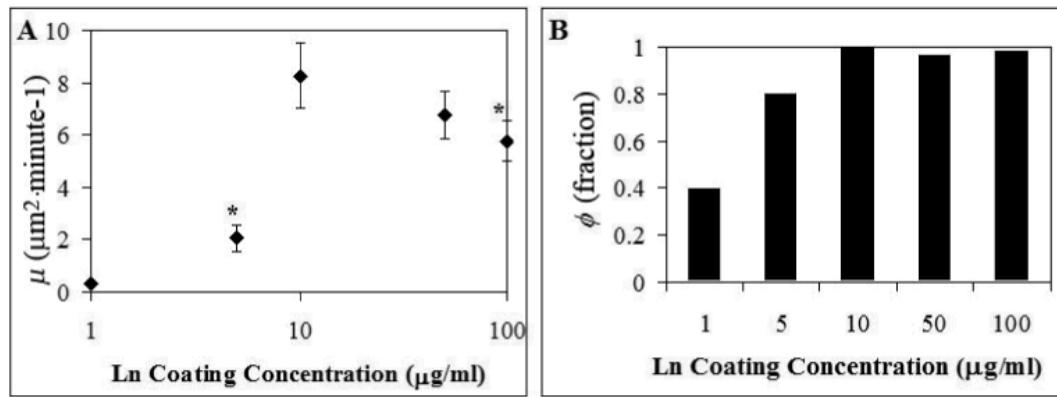 A
10
8
6
4
2
0
μ (μm²·minute-1)
*
*
1
10
100
Ln Coating Concentration (μg/ml)
B
1
0.8
0.6
0.4
0.2
0
ϕ (fraction)
1 5 10 50 100
Ln Coating Concentration (μg/ml)